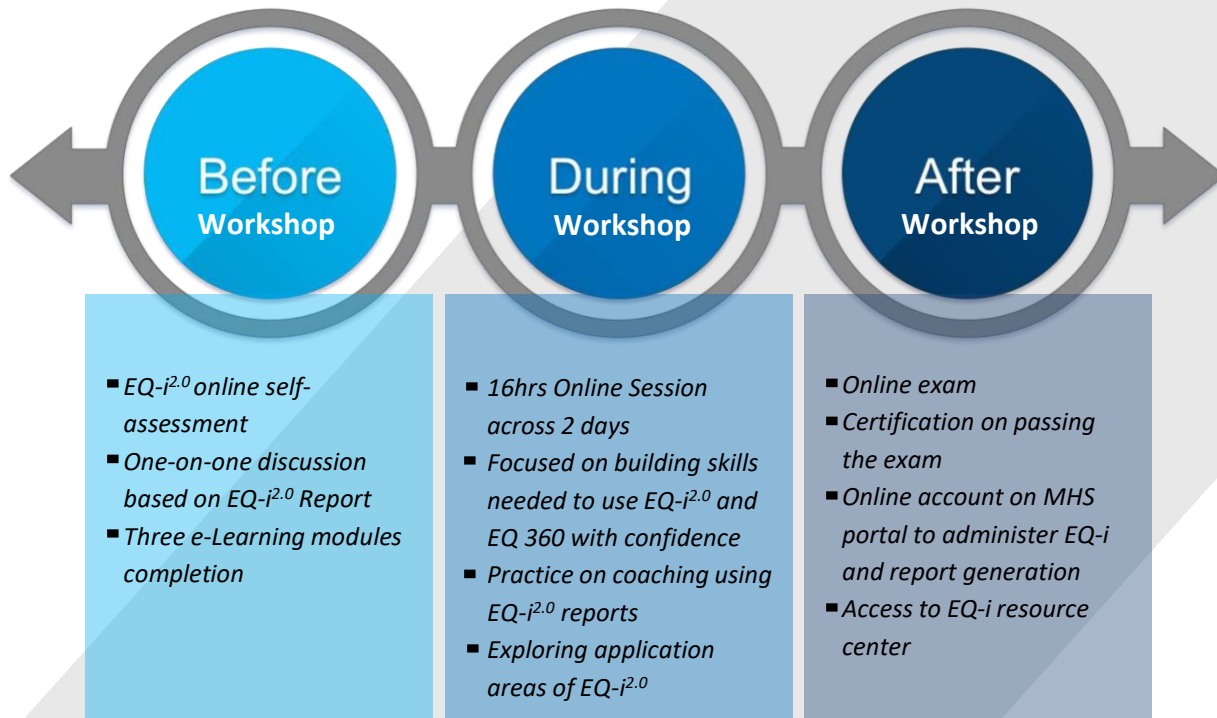 Before
Workshop
During
Workshop
After
Workshop
▪ EQ-i2.0 online self-
assessment
▪ One-on-one discussion
based on EQ-i2.0 Report
▪ Three e-Learning modules
completion
▪ 16hrs Online Session
across 2 days
▪ Focused on building skills
needed to use EQ-i2.0 and
EQ 360 with confidence
▪ Practice on coaching using
EQ-i2.0 reports
▪ Exploring application
areas of EQ-i2.0
▪ Online exam
▪ Certification on passing
the exam
▪ Online account on MHS
portal to administer EQ-i
and report generation
▪ Access to EQ-i resource
center